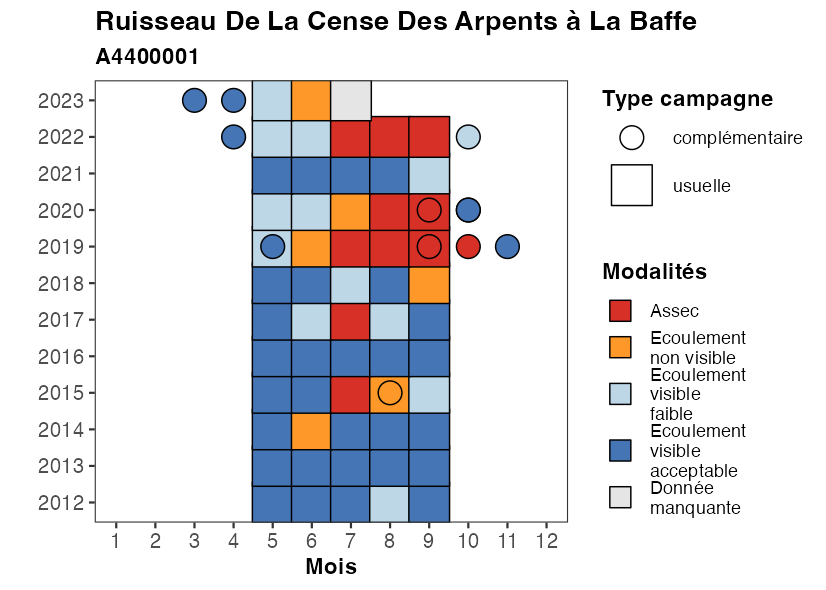 Ruisseau De La Cense Des Arpents à La Baffe
A4400001
2023
2022
2021
2020
2019
2018
2017
2016
2015
2014
2013
2012
1 2 3 4 5 6 7 8 9 10 11 12
Mois
Type campagne
complémentaire
usuelle
Modalités
Assec
Ecoulement
non visible
Ecoulement
visible
faible
Ecoulement
visible
acceptable
Donnée
manquante